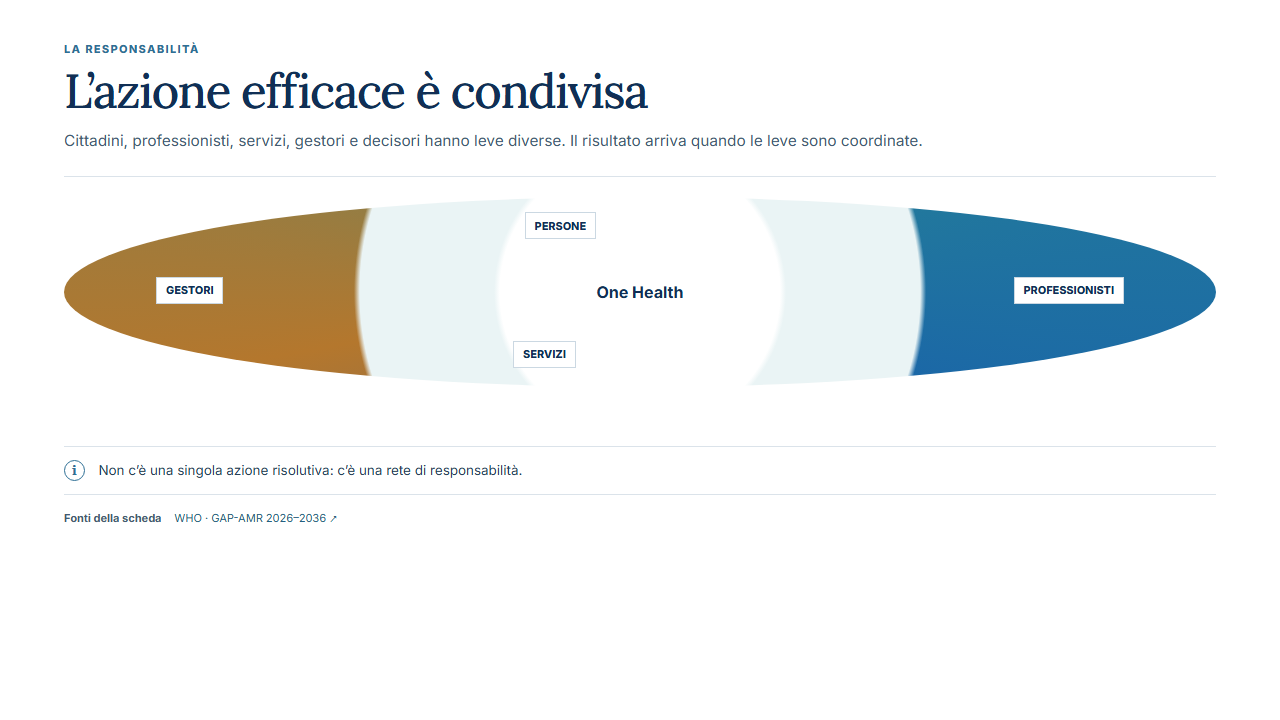 LA RESPONSABILITÀ
L’azione efficace è condivisa
Cittadini, professionisti, servizi, gestori e decisori hanno leve diverse. Il risultato arriva quando le leve sono coordinate.
PERSONE
GESTORI
One Health
PROFESSIONISTI
SERVIZI
i Non c’è una singola azione risolutiva: c’è una rete di responsabilità.
Fonti della scheda WHO · GAP-AMR 2026–2036 ↗